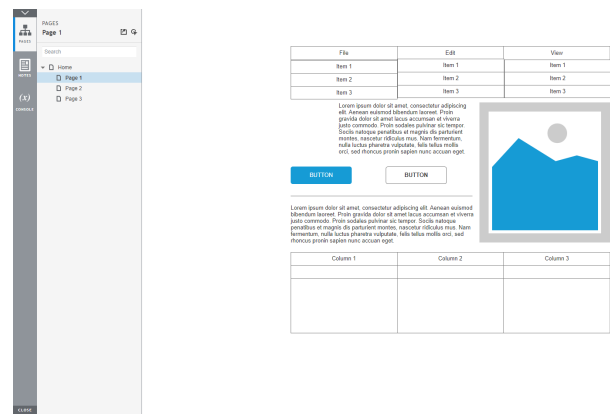 PAGES
Page 1
PAGES
Search
NOTES
Home
Page 1
Page 2
Page 3
(x)
CONSOLE
CLOSE
File Edit View
Item 1 Item 1 Item 1
Item 2 Item 2 Item 2
Item 3 Item 3 Item 3
Lorem ipsum dolor sit amet, consectetur adipiscing
elit. Aenean euismod bibendum laoreet. Proin
gravida dolor sit amet lacus accumsan et viverra
justo commodo. Proin sodales pulvinar sic tempor.
Sociis natoque penatibus et magnis dis parturient
montes, nascetur ridiculus mus. Nam fermentum,
nulla luctus pharetra vulputate, felis tellus mollis
orci, sed rhoncus pronin sapien nunc accuan eget.
BUTTON BUTTON
Lorem ipsum dolor sit amet, consectetur adipiscing elit. Aenean euismod
bibendum laoreet. Proin gravida dolor sit amet lacus accumsan et viverra
justo commodo. Proin sodales pulvinar sic tempor. Sociis natoque
penatibus et magnis dis parturient montes, nascetur ridiculus mus. Nam
fermentum, nulla luctus pharetra vulputate, felis tellus mollis orci, sed
rhoncus pronin sapien nunc accuan eget.
Column 1 Column 2 Column 3